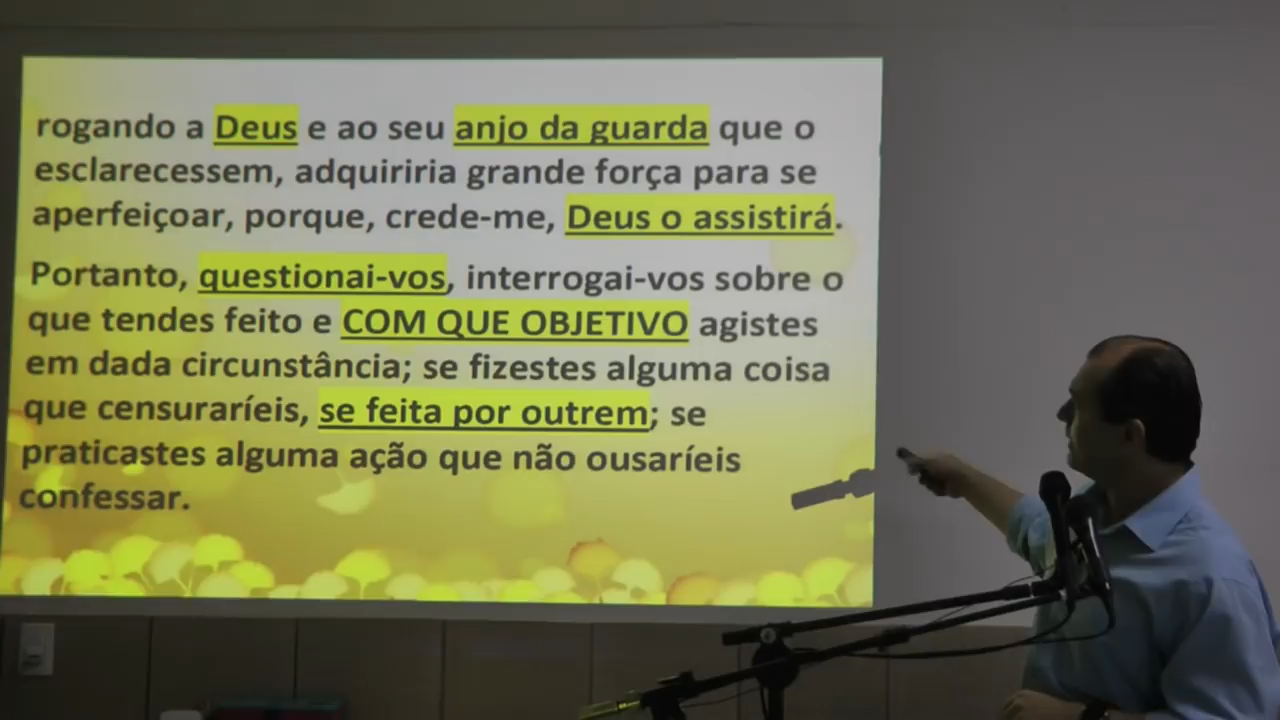 rogando a Deus e ao seu anjo da guarda que o
esclarecessem, adquiriria grande força para se
aperfeiçoar, porque, crede-me, Deus o assistirá.
Portanto, questionai-vos, interrogai-vos sobre o
que tendes feito e COM QUE OBJETIVO agistes
em dada circunstância; se fizestes alguma coisa
que censuraríeis, se feita por outrem; se
praticastes alguma ação que não ousaríeis
confessar.